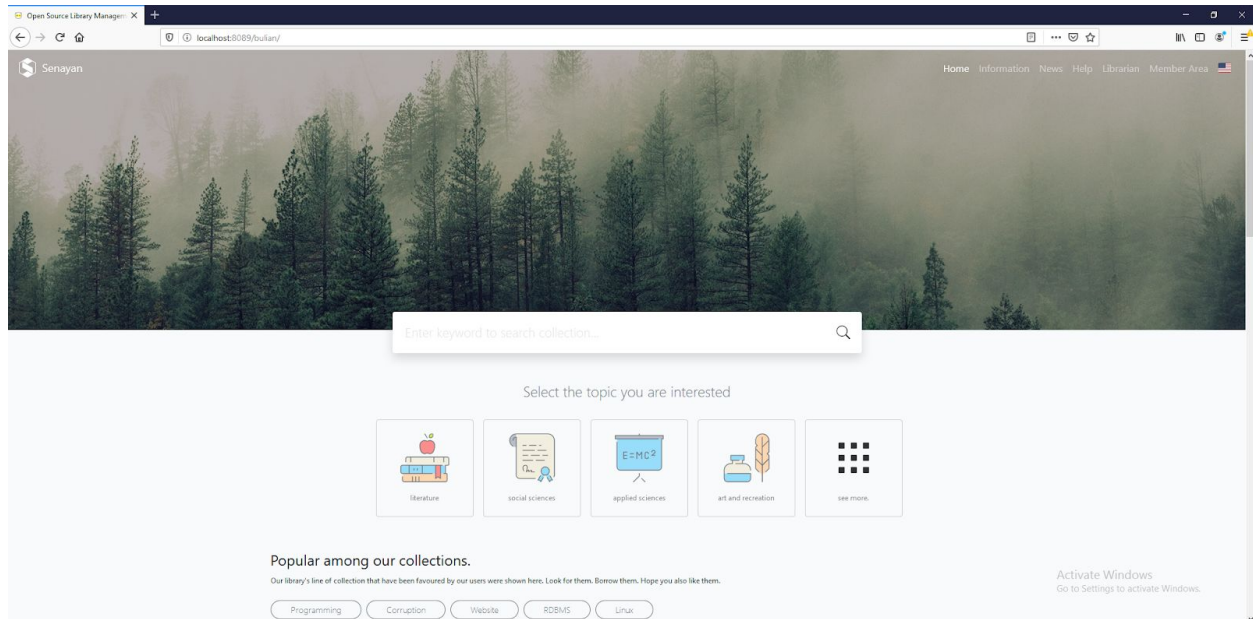 Open Source Library Managem
localhost:8089/bulian/
Senayan
Home Information News Help Librarian Member Area
Enter keyword to search collection...
Select the topic you are interested
E=MC2
literature
social sciences
applied sciences
art and recreation
see more.
Popular among our collections.
Our library's line of collection that have been favoured by our users were shown here. Look for them. Borrow them. Hope you also like them.
Activate Windows
Go to Settings to activate Windows.
Programming Corruption Website RDBMS Linux